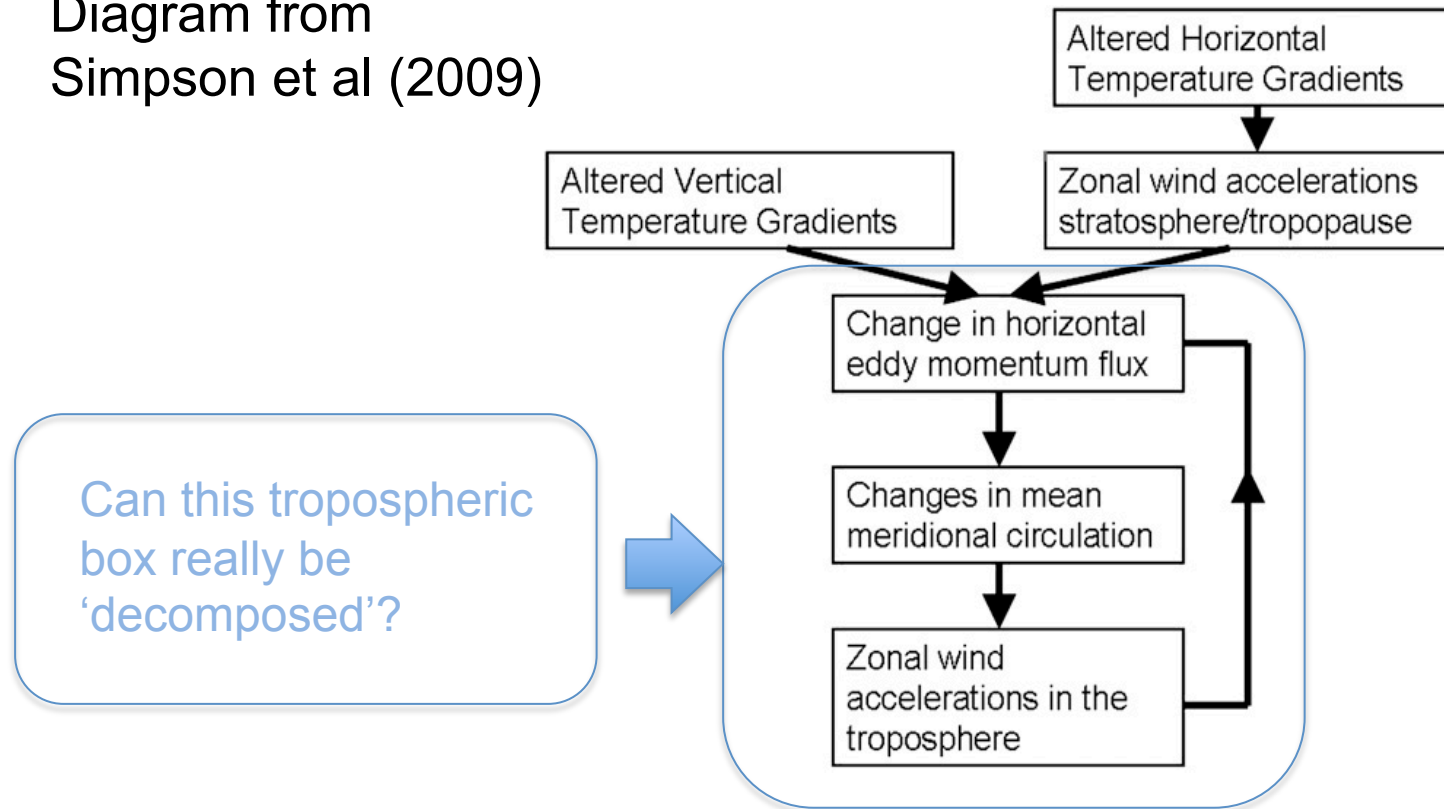 Diagram from
Simpson et al (2009)
Altered Horizontal
Temperature Gradients
Altered Vertical
Temperature Gradients
Zonal wind accelerations
stratosphere/tropopause
Change in horizontal
eddy momentum flux
Can this tropospheric
box really be
‘decomposed’?
Changes in mean
meridional circulation
Zonal wind
accelerations in the
troposphere